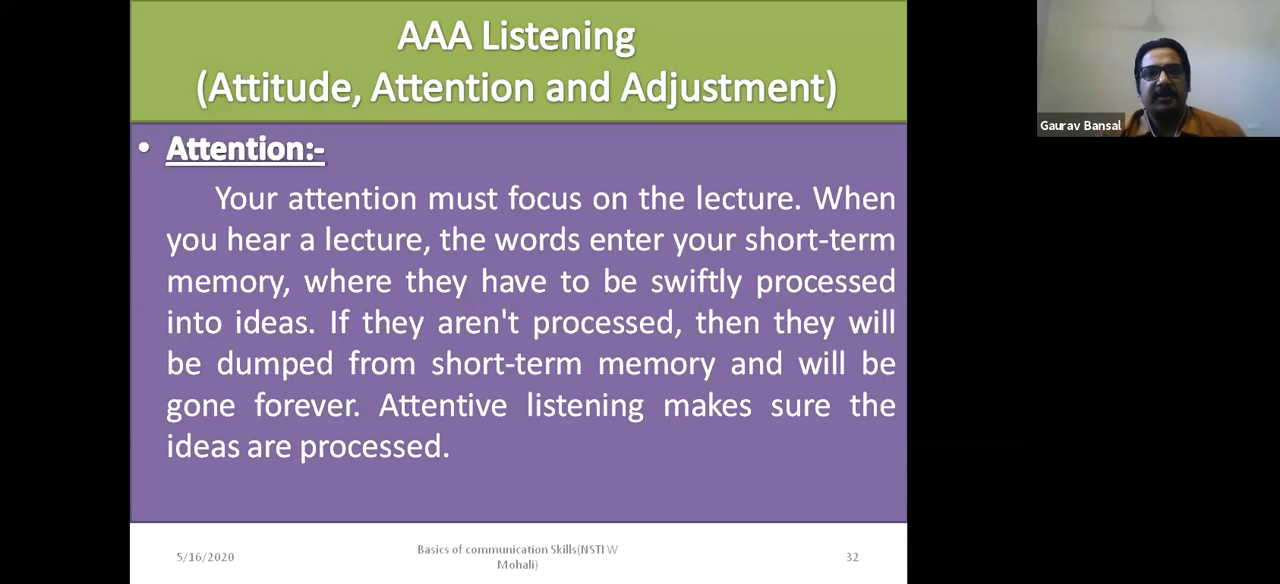 AAA Listening
(Attitude, Attention and Adjustment)
• Attention:-
Your attention must focus on the lecture. When
you hear a lecture, the words enter your short-term
memory, where they have to be swiftly processed
into ideas. If they aren't processed, then they will
be dumped from short-term memory and will be
gone forever. Attentive listening makes sure the
ideas are processed.
5/16/2020
Basics of communication Skills(NSTI W
Mohali)
32
Gaurav Bansal